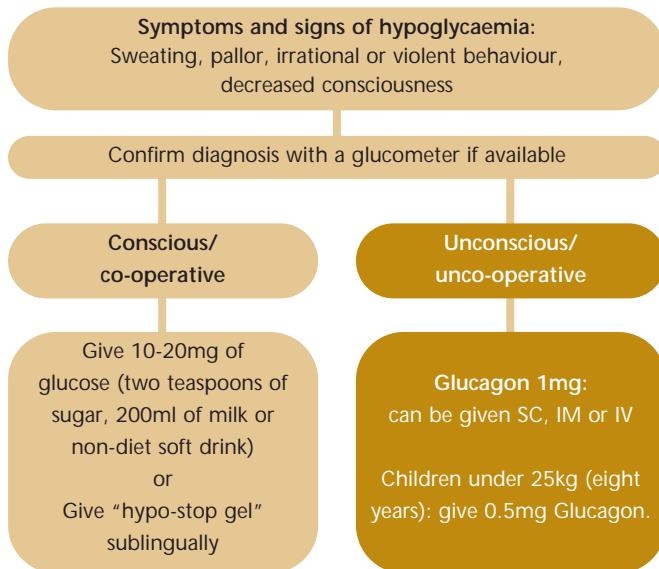 Symptoms and signs of hypoglycaemia:
Sweating, pallor, irrational or violent behaviour,
decreased consciousness
Confirm diagnosis with a glucometer if available
Conscious/
co-operative
Unconscious/
unco-operative
Give 10-20mg of
glucose (two teaspoons of
sugar, 200ml of milk or
non-diet soft drink)
or
Give “hypo-stop gel”
sublingually
Glucagon 1mg:
can be given SC, IM or IV
Children under 25kg (eight
years): give 0.5mg Glucagon.